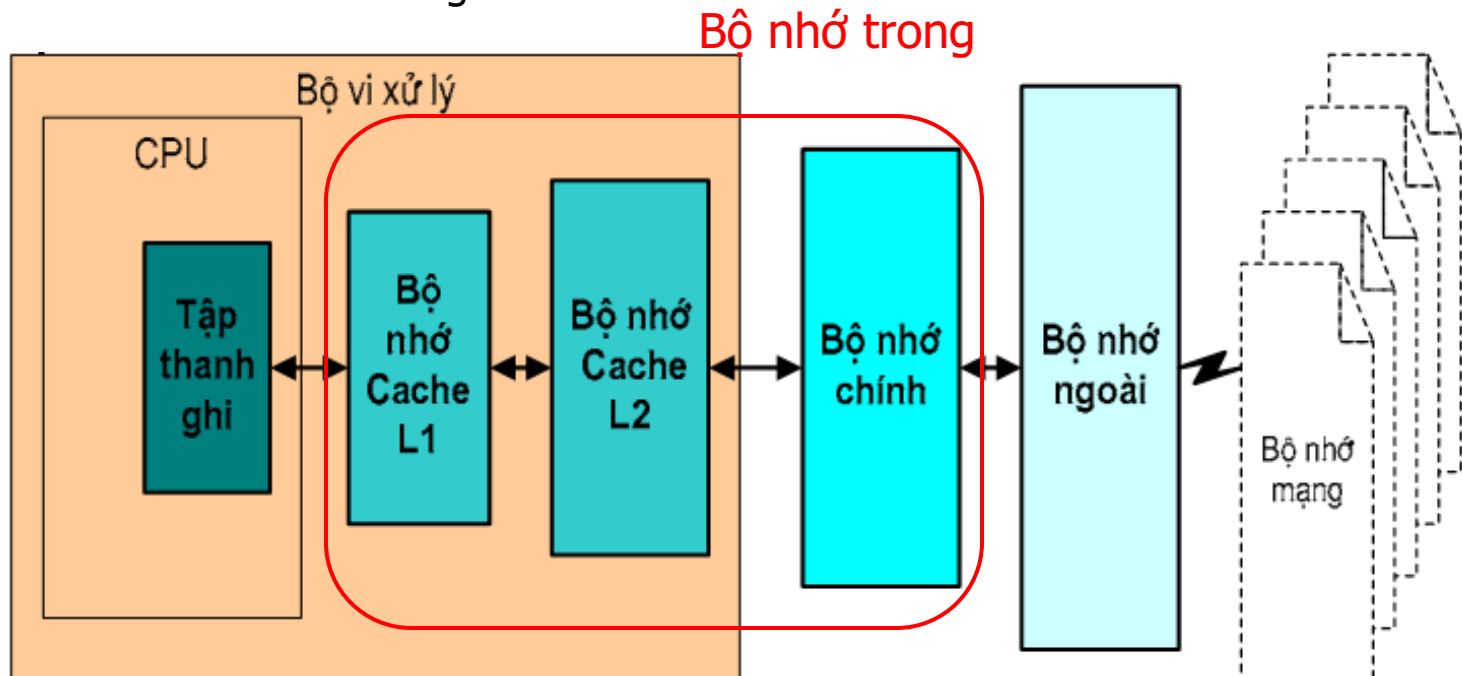 Bộ nhớ trong
Bộ vi xử lý
CPU
Tập
thanh
ghi
Bộ
nhớ
Cache
L1
Bộ nhớ
Cache
L2
Bộ nhớ
chính
Bộ nhớ
ngoài
Bộ nhớ
mạng